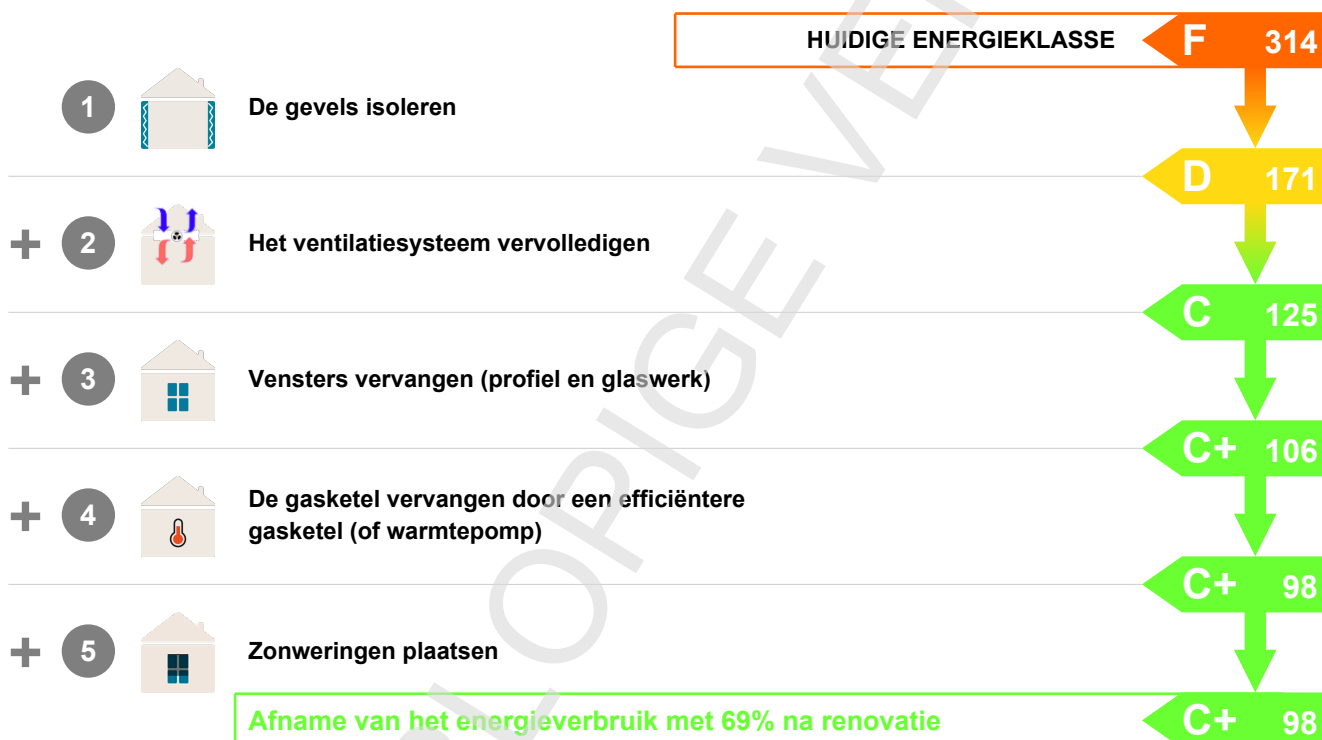 HUIDIGE ENERGIEKLASSE F 314
1 De gevels isoleren
D 171
+ 2 Het ventilatiesysteem vervolledigen
C 125
+ 3 Vensters vervangen (profiel en glaswerk)
C+ 106
+ 4 De gasketel vervangen door een efficiëntere
gasketel (of warmtepomp)
C+ 98
+ 5 Zonweringen plaatsen
Afname van het energieverbruik met 69% na renovatie C+ 98